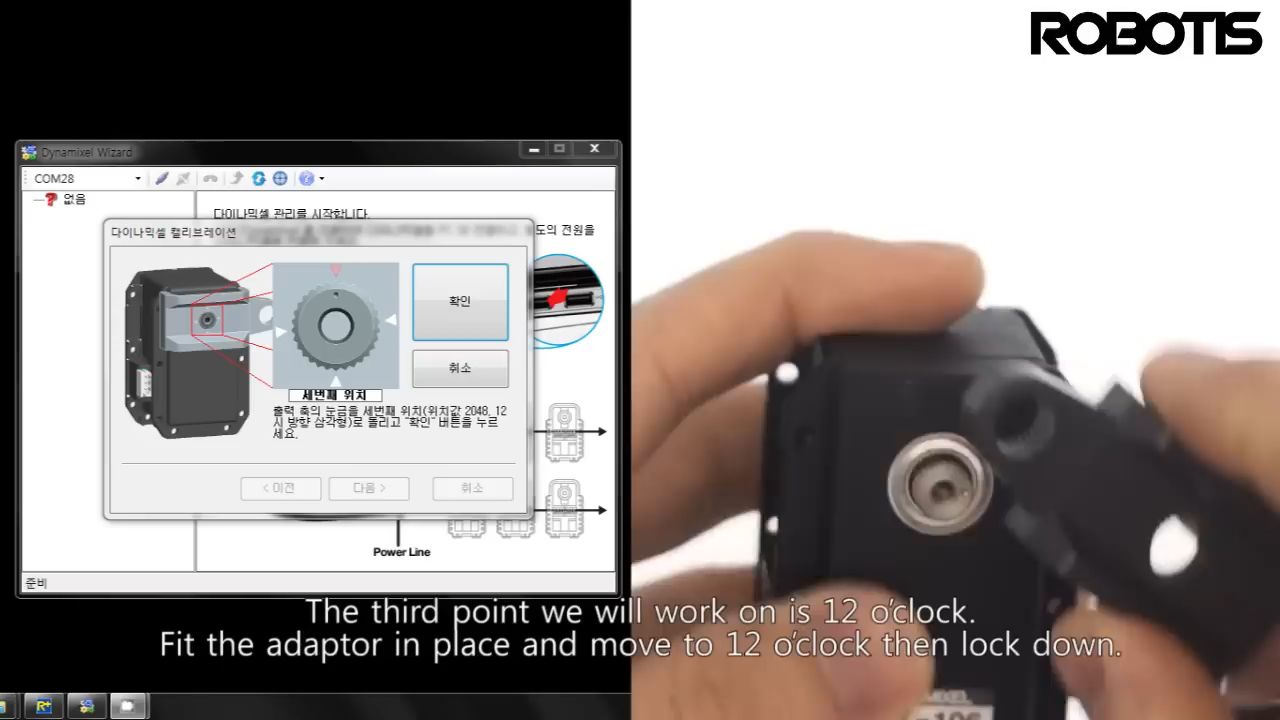 ROBOTIS
Dynamixel Wizard
COM28
없음
다이나믹셀 관리를 시작합니다.
도의 전원을
다이나믹셀 캘리브레이션
확인
취소
세번째 위치
출력 축의 눈금을 세번째 위치(위치값 2048, 12
시 방향 삼각형)로 돌리고 "확인" 버튼을 누르
세요.
< 이전
다음 >
취소
Power Line
준비
The third point we will work on is 12 o'clock.
Fit the adaptor in place and move to 12 o'clock then lock down.
R+